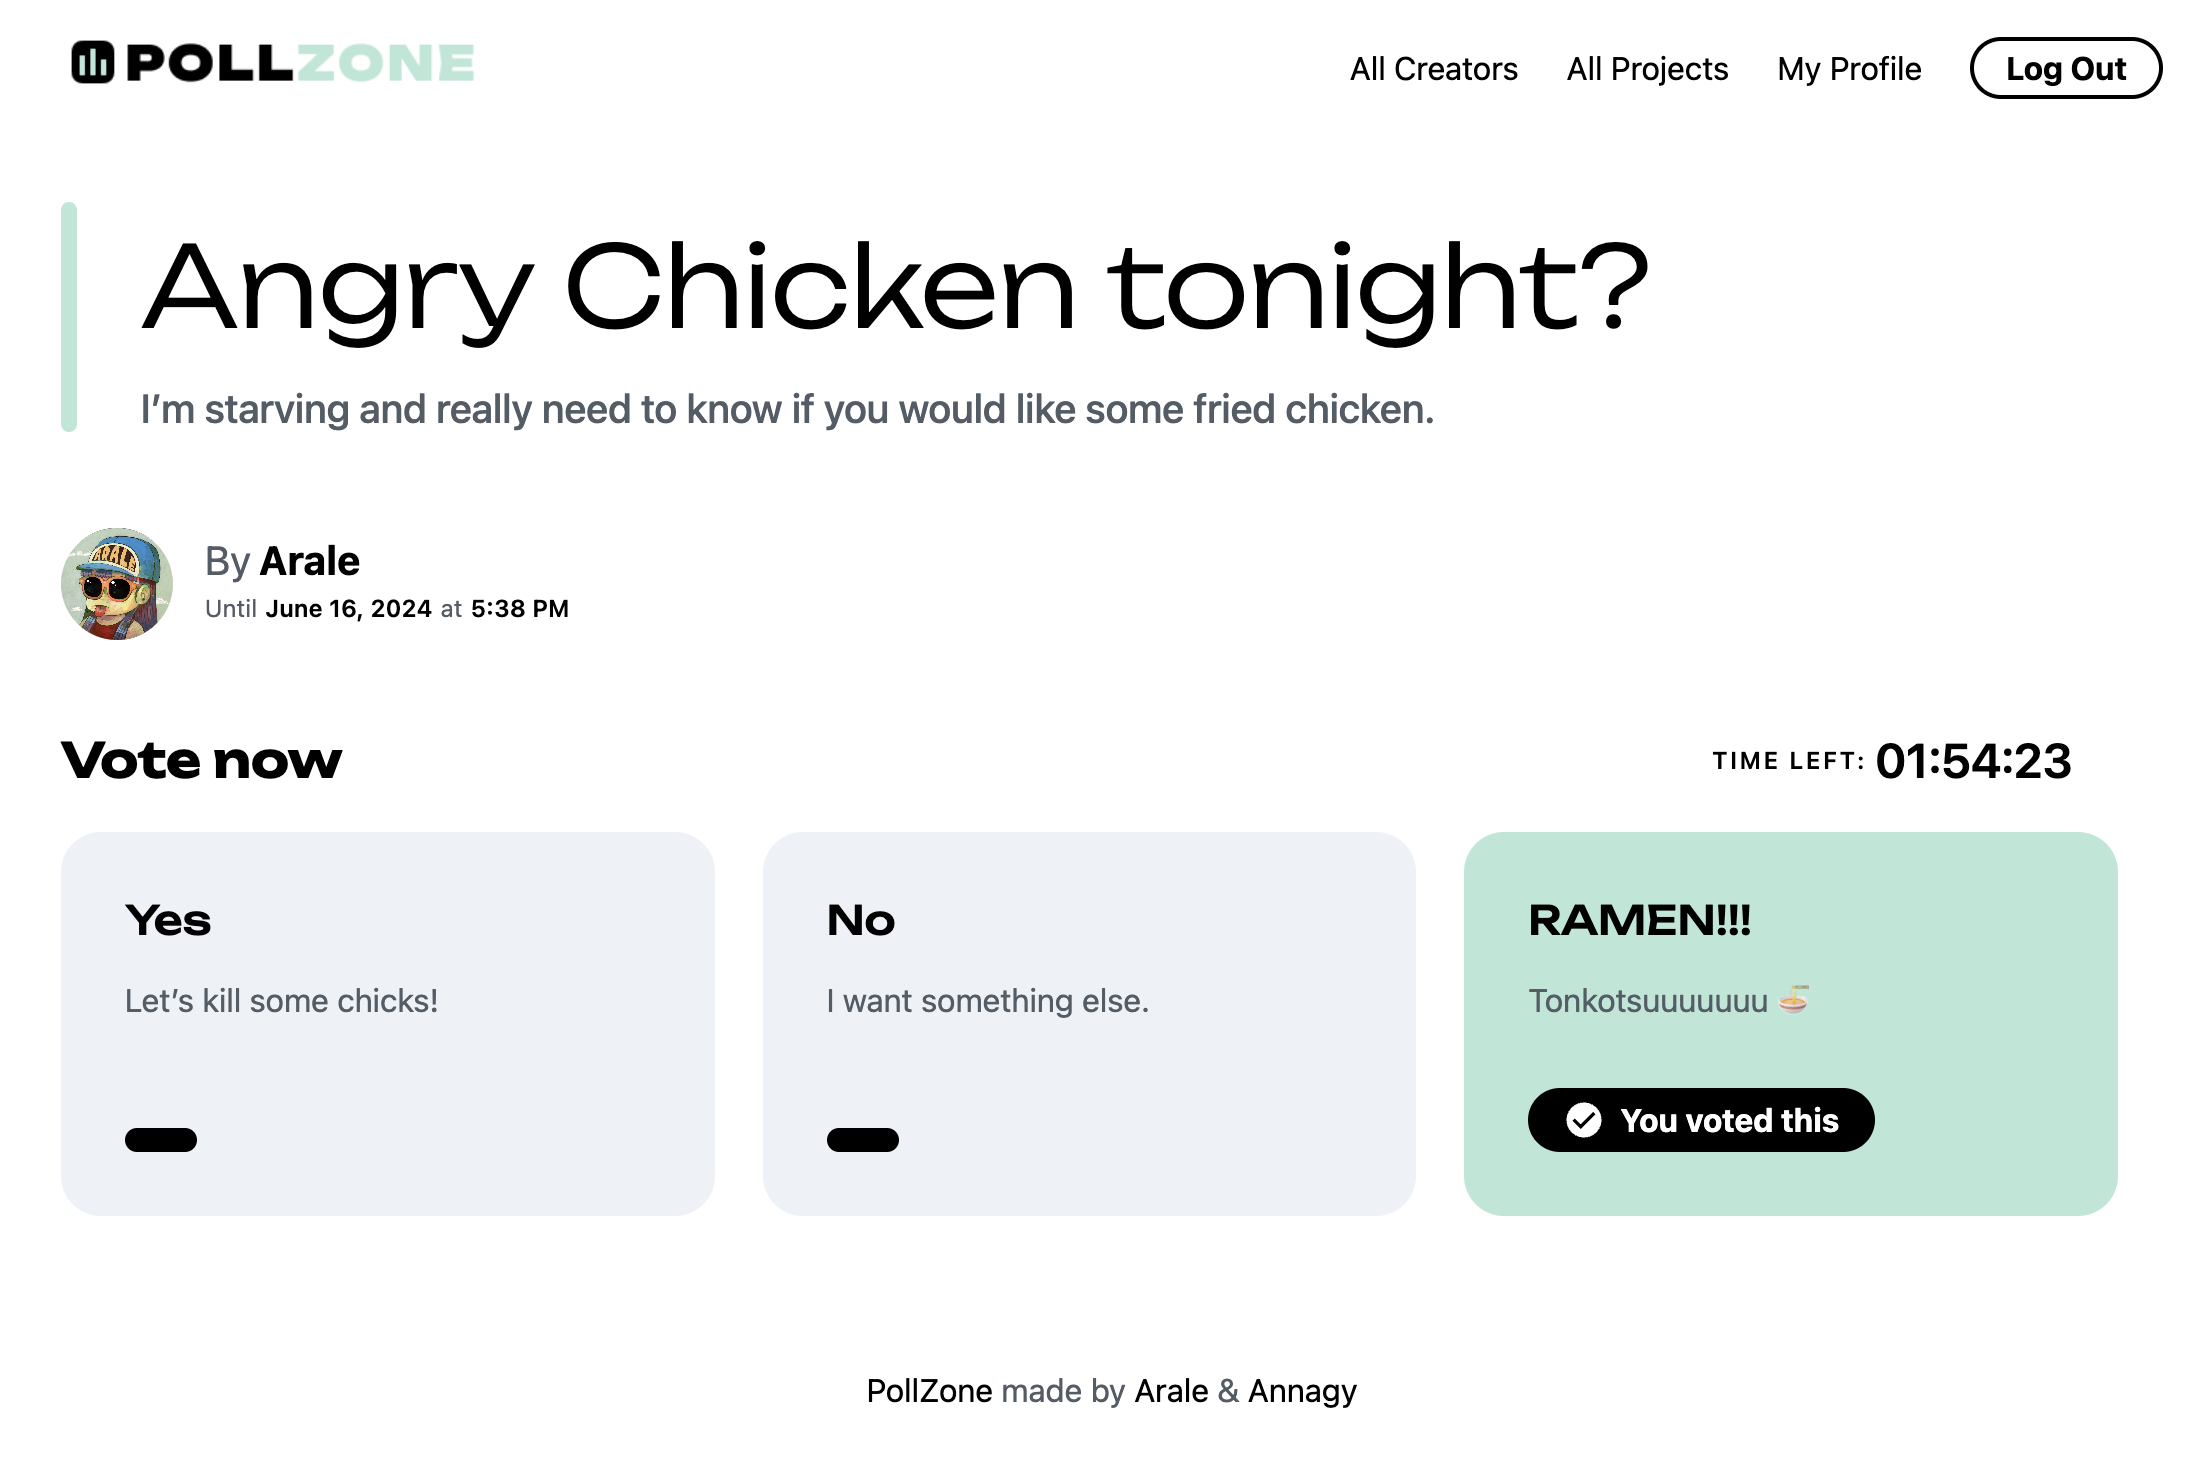 POLLZONE
All Creators
All Projects
My Profile
Log Out
Angry Chicken tonight?
I’m starving and really need to know if you would like some fried chicken.
ARALE
By Arale
Until June 16, 2024 at 5:38 PM
Vote now
TIME LEFT: 01:54:23
Yes
Let’s kill some chicks!
No
I want something else.
RAMEN!!!
Tonkotsuuuuuuu 🍜
You voted this
PollZone made by Arale & Annagy